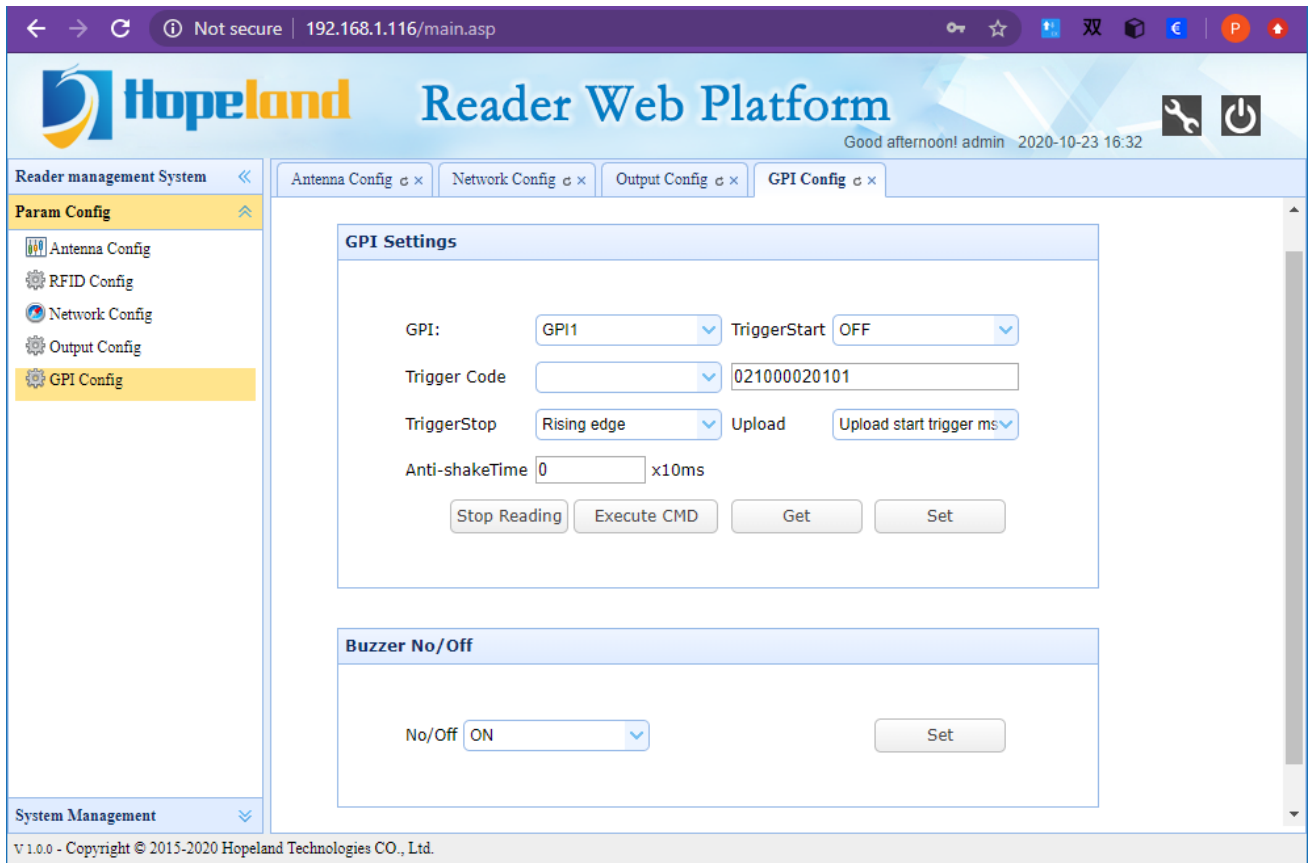 Not secure 192.168.1.116/main.asp 双 € P
Hopeland Reader Web Platform
Good afternoon! admin 2020-10-23 16:32
Reader management System
Antenna Config Network Config Output Config GPI Config
Param Config
Antenna Config
RFID Config
Network Config
Output Config
GPI Config
GPI Settings
GPI: GPI1 TriggerStart OFF
Trigger Code 021000020101
TriggerStop Rising edge Upload Upload start trigger ms
Anti-shakeTime 0 x10ms
Stop Reading Execute CMD Get Set
Buzzer No/Off
No/Off ON Set
System Management
V 1.0.0 - Copyright © 2015-2020 Hopeland Technologies CO., Ltd.